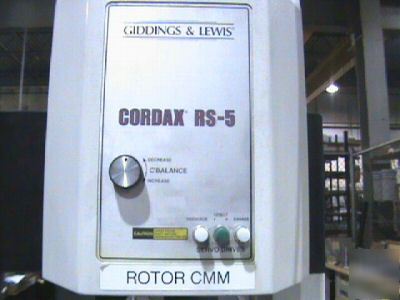 GIDDINGS & LEWIS
CORDAX RS-5
DECREASE
C'BALANCE
INCREASE
CAUTION
SERVO DRIVES
ROTOR CMM